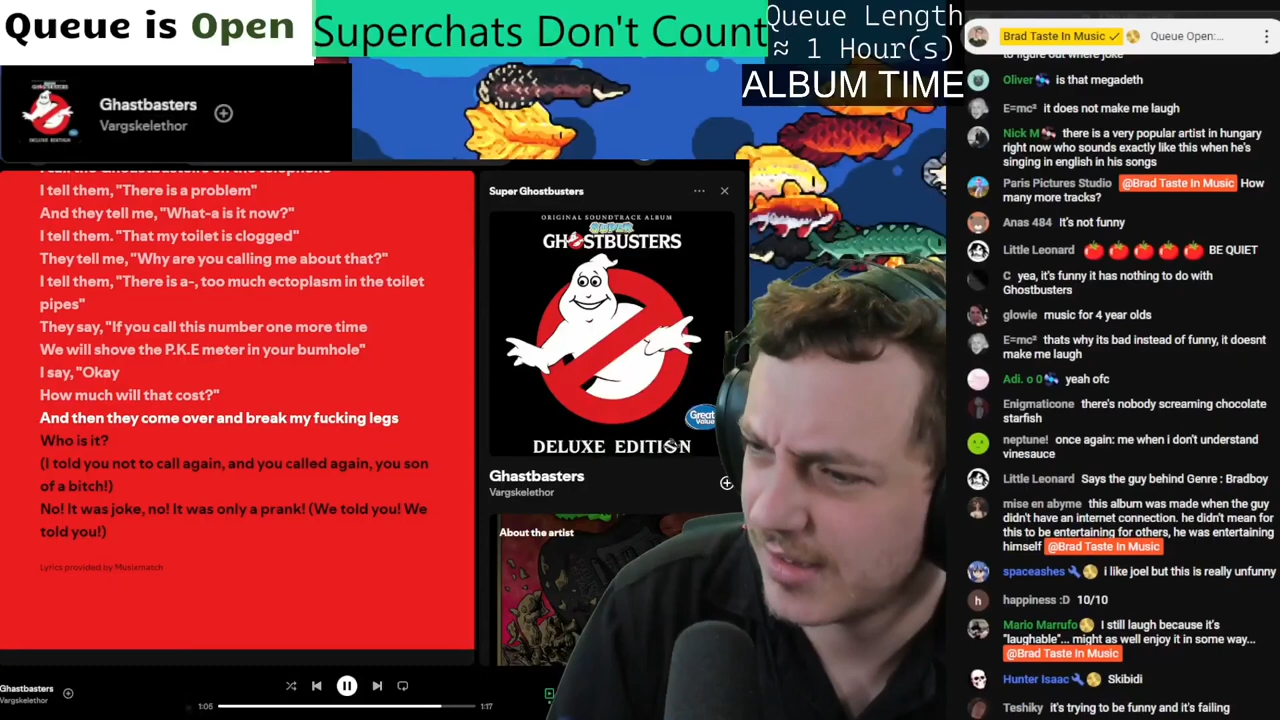 Queue is Open
Superchats Don't Count
Queue Length
≈ 1 Hour(s)
ALBUM TIME
Ghastbasters
Vargskelethor
I tell them, "There is a problem"
And they tell me, "What-a is it now?"
I tell them. "That my toilet is clogged"
They tell me, "Why are you calling me about that?"
I tell them, "There is a-, too much ectoplasm in the toilet
pipes"
They say, "If you call this number one more time
We will shove the P.K.E meter in your bumhole"
I say, "Okay
How much will that cost?"
And then they come over and break my fucking legs
Who is it?
(I told you not to call again, and you called again, you son
of a bitch!)
No! It was joke, no! It was only a prank! (We told you! We
told you!)
Lyrics provided by Musixmatch
Super Ghostbusters
ORIGINAL SOUNDTRACK ALBUM
SUPER
GHOSTBUSTERS
Great
Value
DELUXE EDITION
Ghastbasters
Vargskelethor
About the artist
Ghastbasters
Vargskelethor
1:05
1:17
Brad Taste In Music
Queue Open:...
to figure out where joke
Oliver is that megadeth
E=mc² it does not make me laugh
Nick M there is a very popular artist in hungary
right now who sounds exactly like this when he's
singing in english in his songs
Paris Pictures Studio @Brad Taste In Music How
many more tracks?
Anas 484 It's not funny
Little Leonard BE QUIET
C yea, it's funny it has nothing to do with
Ghostbusters
glowie music for 4 year olds
E=mc² thats why its bad instead of funny, it doesnt
make me laugh
Adi. o 0 yeah ofc
Enigmaticone there's nobody screaming chocolate
starfish
neptune! once again: me when i don't understand
vinesauce
Little Leonard Says the guy behind Genre : Bradboy
mise en abyme this album was made when the guy
didn't have an internet connection. he didn't mean for
this to be entertaining for others, he was entertaining
himself @Brad Taste In Music
spaceashes i like joel but this is really unfunny
happiness :D 10/10
Mario Marrufo I still laugh because it's
"laughable"... might as well enjoy it in some way...
@Brad Taste In Music
Hunter Isaac Skibidi
Teshiky it's trying to be funny and it's failing